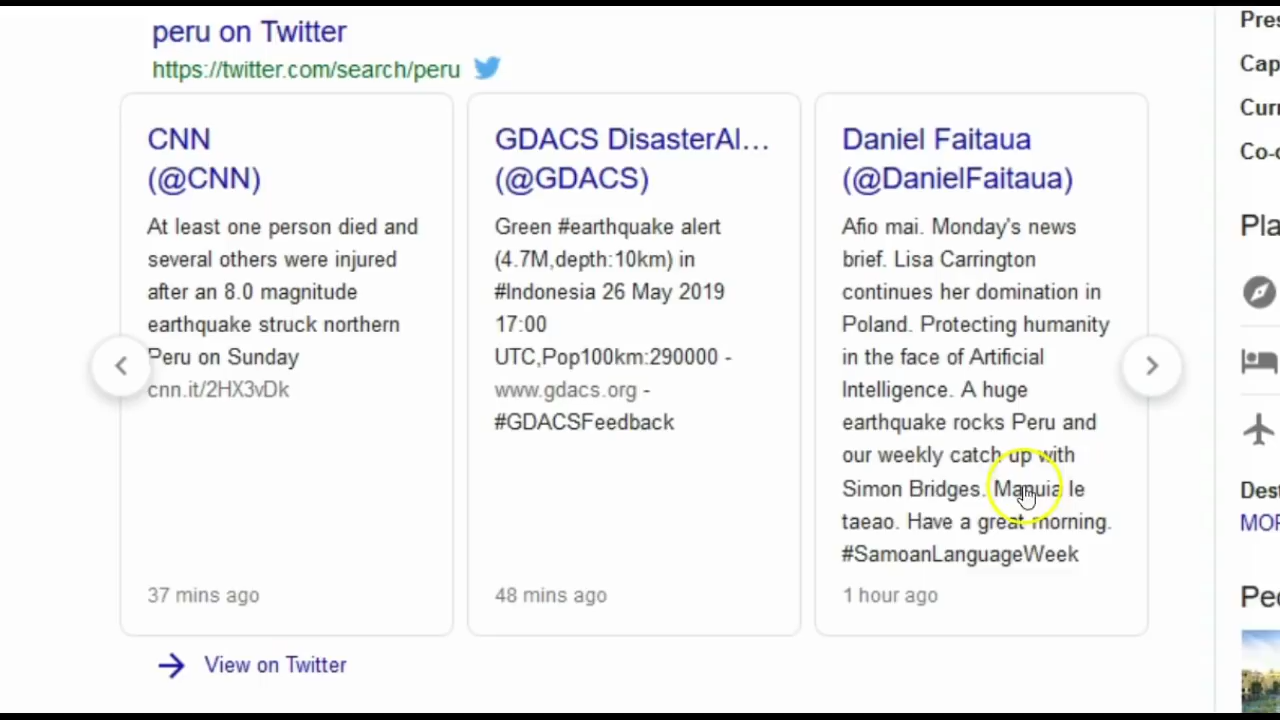 peru on Twitter
https://twitter.com/search/peru
CNN
(@CNN)
At least one person died and
several others were injured
after an 8.0 magnitude
earthquake struck northern
Peru on Sunday
cnn.it/2HX3vDk
37 mins ago
GDACS DisasterAl...
(@GDACS)
Green #earthquake alert
(4.7M,depth:10km) in
#Indonesia 26 May 2019
17:00
UTC,Pop100km:290000 -
www.gdacs.org -
#GDACSFeedback
48 mins ago
Daniel Faitaua
(@DanielFaitaua)
Afio mai. Monday's news
brief. Lisa Carrington
continues her domination in
Poland. Protecting humanity
in the face of Artificial
Intelligence. A huge
earthquake rocks Peru and
our weekly catch up with
Simon Bridges. Manuia le
taeao. Have a great morning.
#SamoanLanguageWeek
1 hour ago
View on Twitter
Pres
Cap
Curr
Co-c
Pla
Dest
MOR
Peo